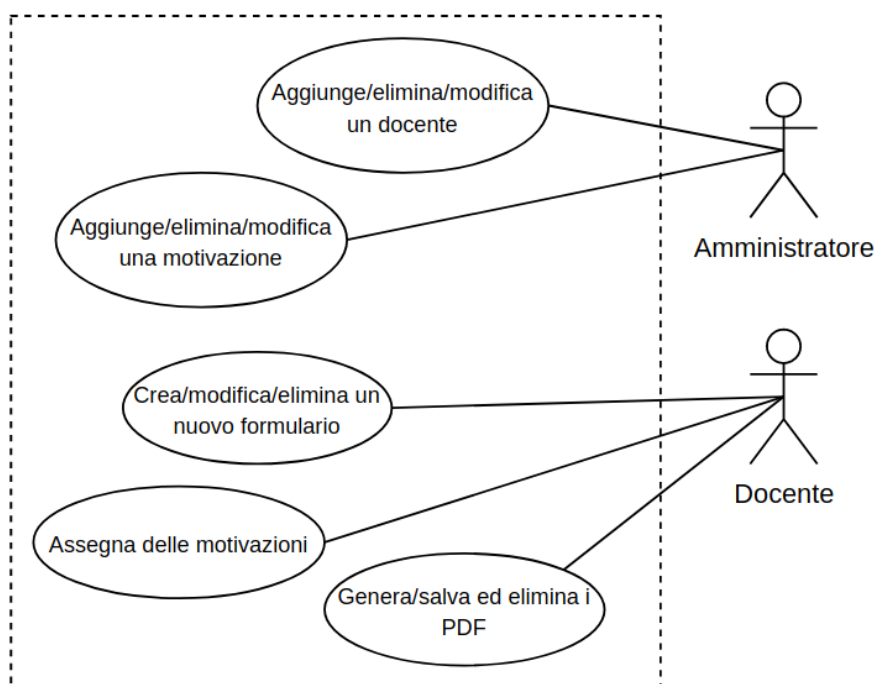 Aggiunge/elimina/modifica
un docente
Aggiunge/elimina/modifica
una motivazione
Amministratore
Crea/modifica/elimina un
nuovo formulario
Docente
Assegna delle motivazioni
Genera/salva ed elimina i
PDF